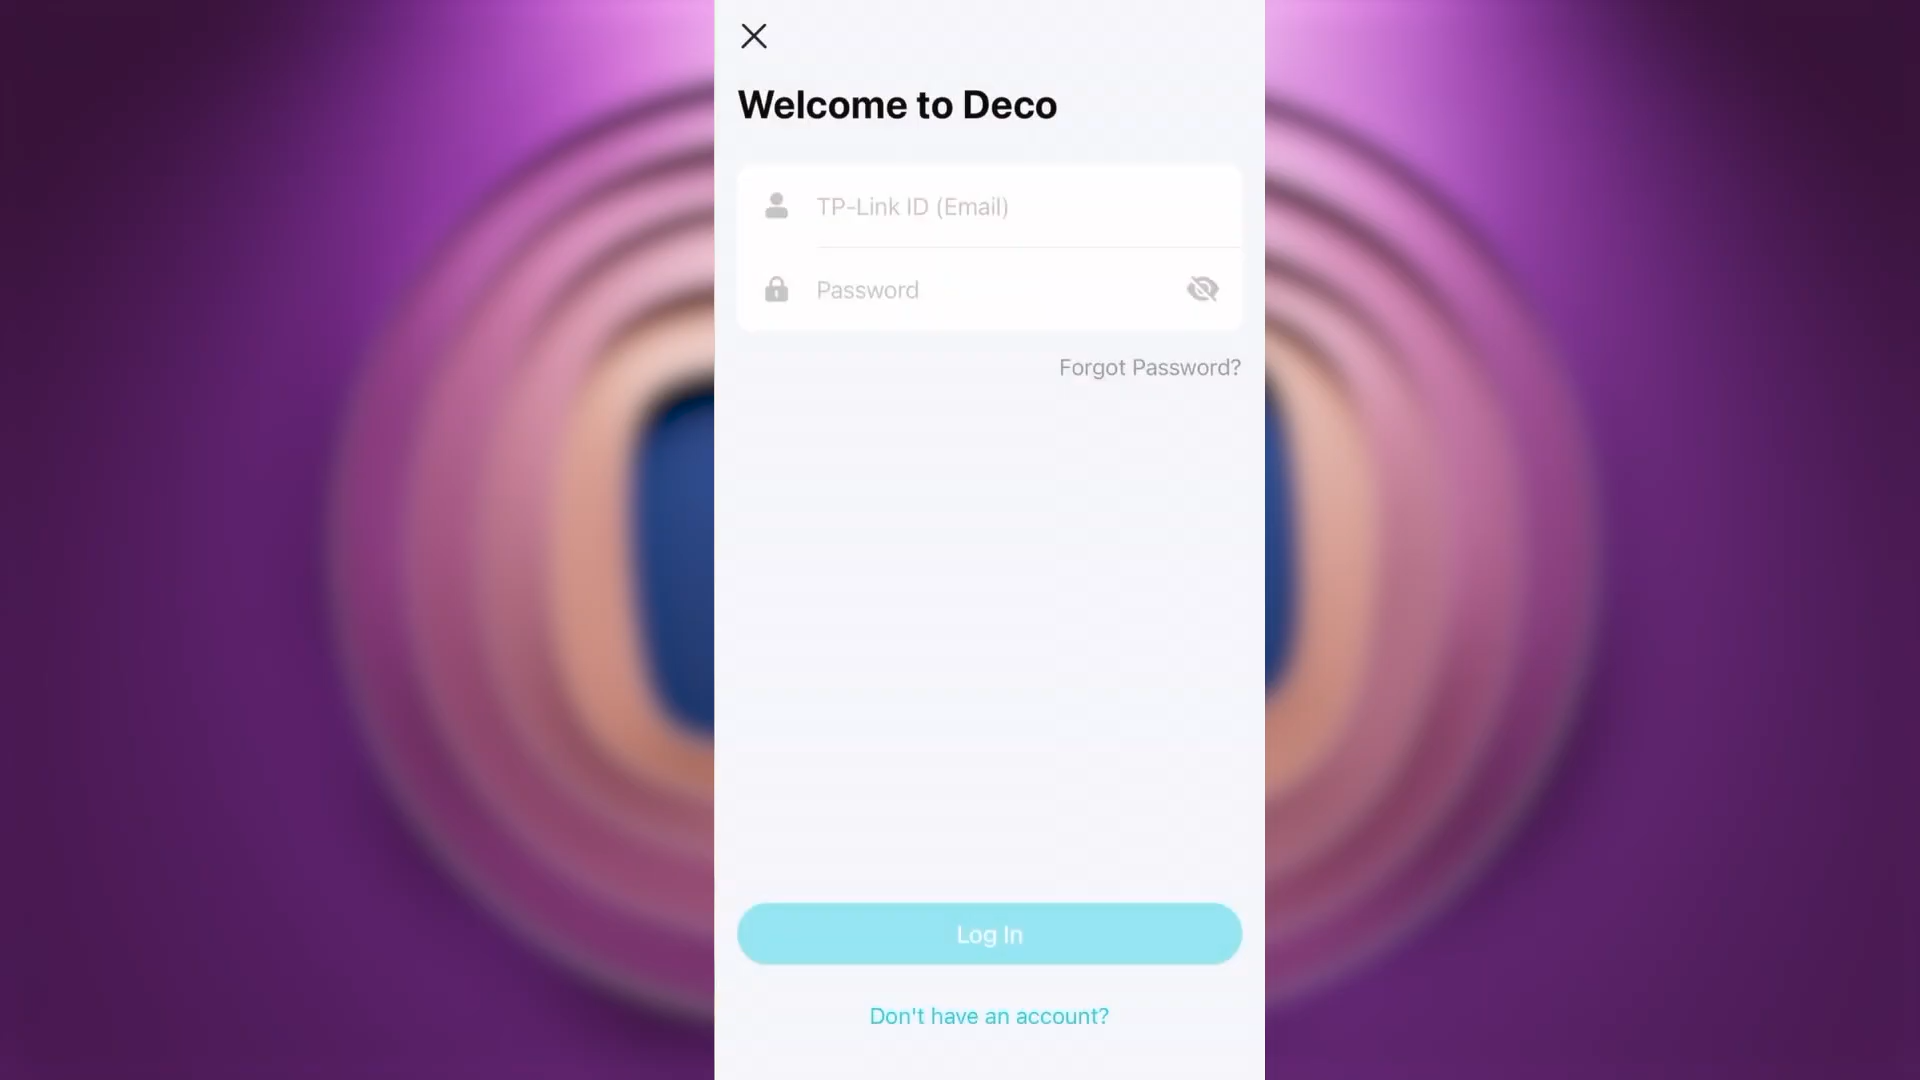 Welcome to Deco
TP-Link ID (Email)
Password
Forgot Password?
Log In
Don't have an account?